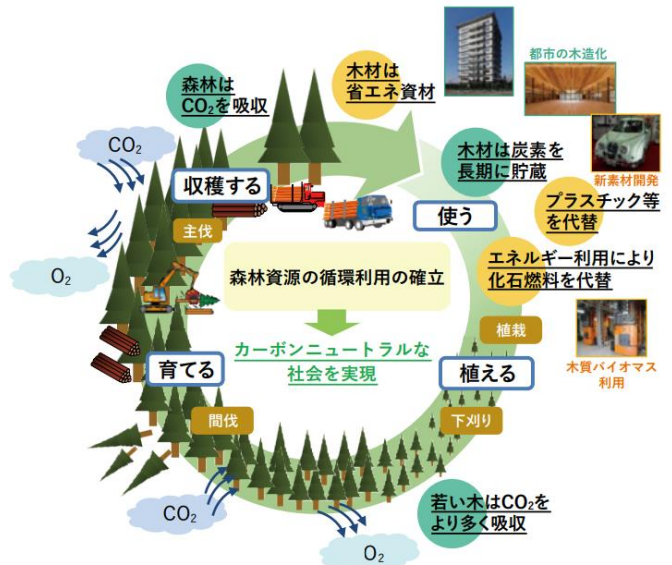 都市の木造化
森林は
CO₂を吸収
木材は
省エネ資材
CO₂
木材は炭素を
長期に貯蔵
新素材開発
収穫する
使う
プラスチック等
を代替
主伐
O₂
森林資源の循環利用の確立
エネルギー利用により
化石燃料を代替
カーボンニュートラルな
社会を実現
植栽
木質バイオマス
利用
育てる
植える
間伐
下刈り
CO₂
若い木はCO₂を
より多く吸収
O₂